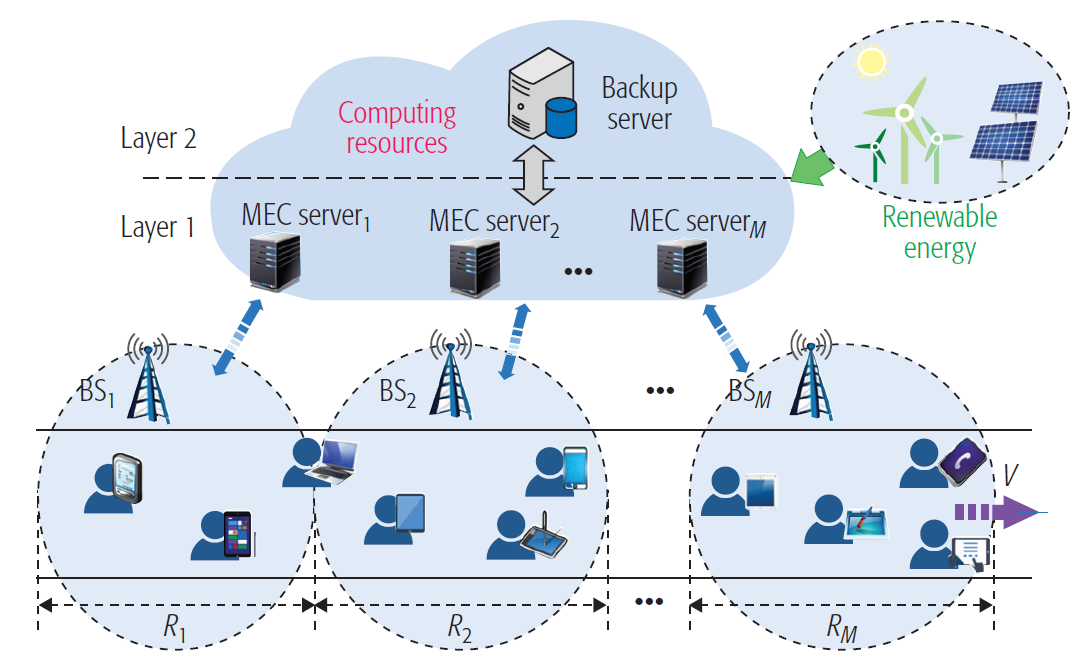 Computing
resources
Backup
server
Layer 2
Layer 1
MEC server₁
MEC server₂
MEC serverM
•••
Renewable
energy
BS₁
BS₂
•••
BSM
V
R₁
R₂
•••
RM